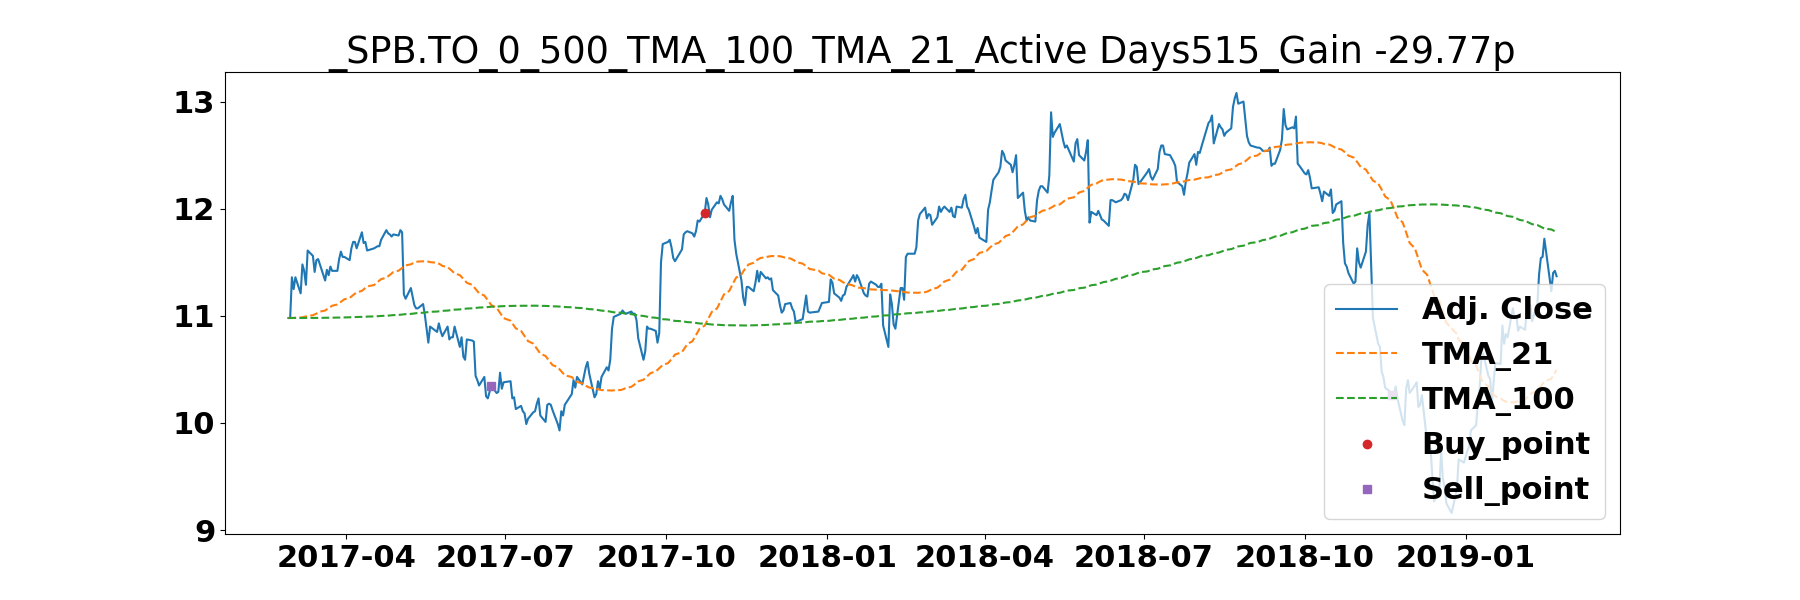 _SPB.TO_0_500_TMA_100_TMA_21_Active Days515_Gain -29.77p
13
12
11
10
9
Adj. Close
TMA_21
TMA_100
Buy_point
Sell_point
2017-04 2017-07 2017-10 2018-01 2018-04 2018-07 2018-10 2019-01